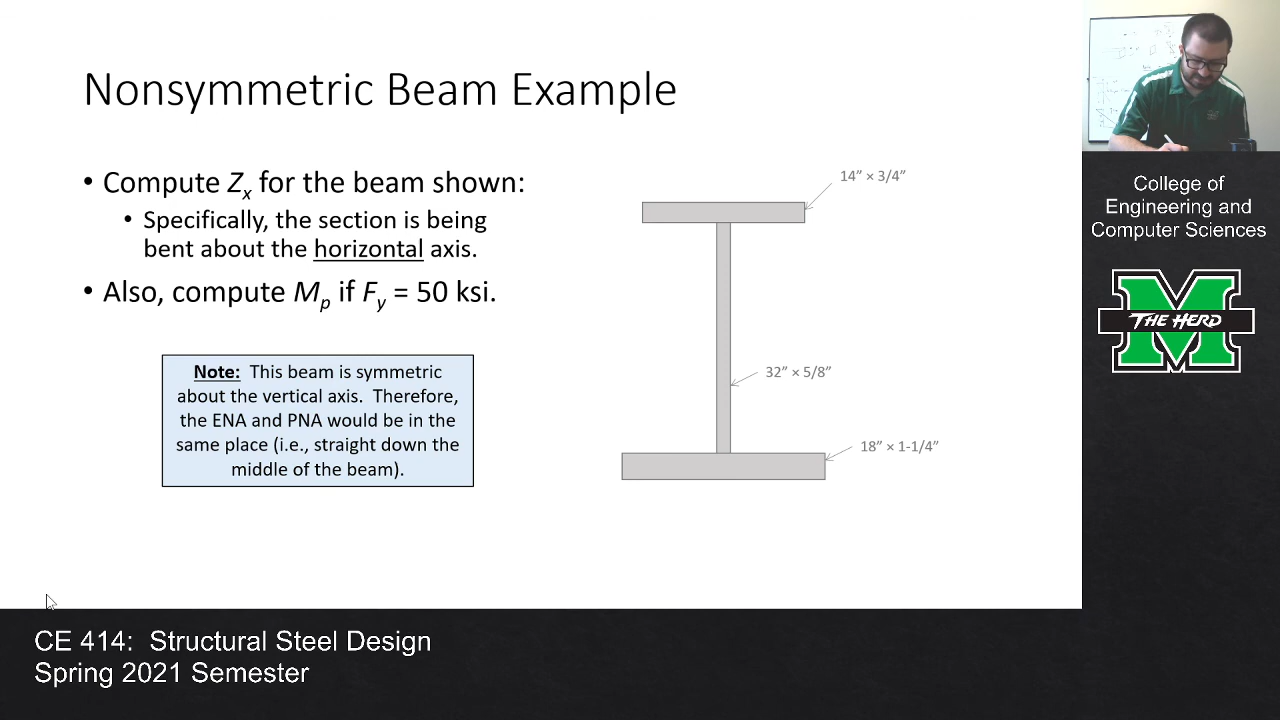 Nonsymmetric Beam Example
• Compute Zx for the beam shown:
• Specifically, the section is being
bent about the horizontal axis.
• Also, compute Mp if Fy = 50 ksi.
Note: This beam is symmetric
about the vertical axis. Therefore,
the ENA and PNA would be in the
same place (i.e., straight down the
middle of the beam).
14” × 3/4”
32” × 5/8”
18” × 1-1/4”
College of
Engineering and
Computer Sciences
THE HERD
CE 414: Structural Steel Design
Spring 2021 Semester